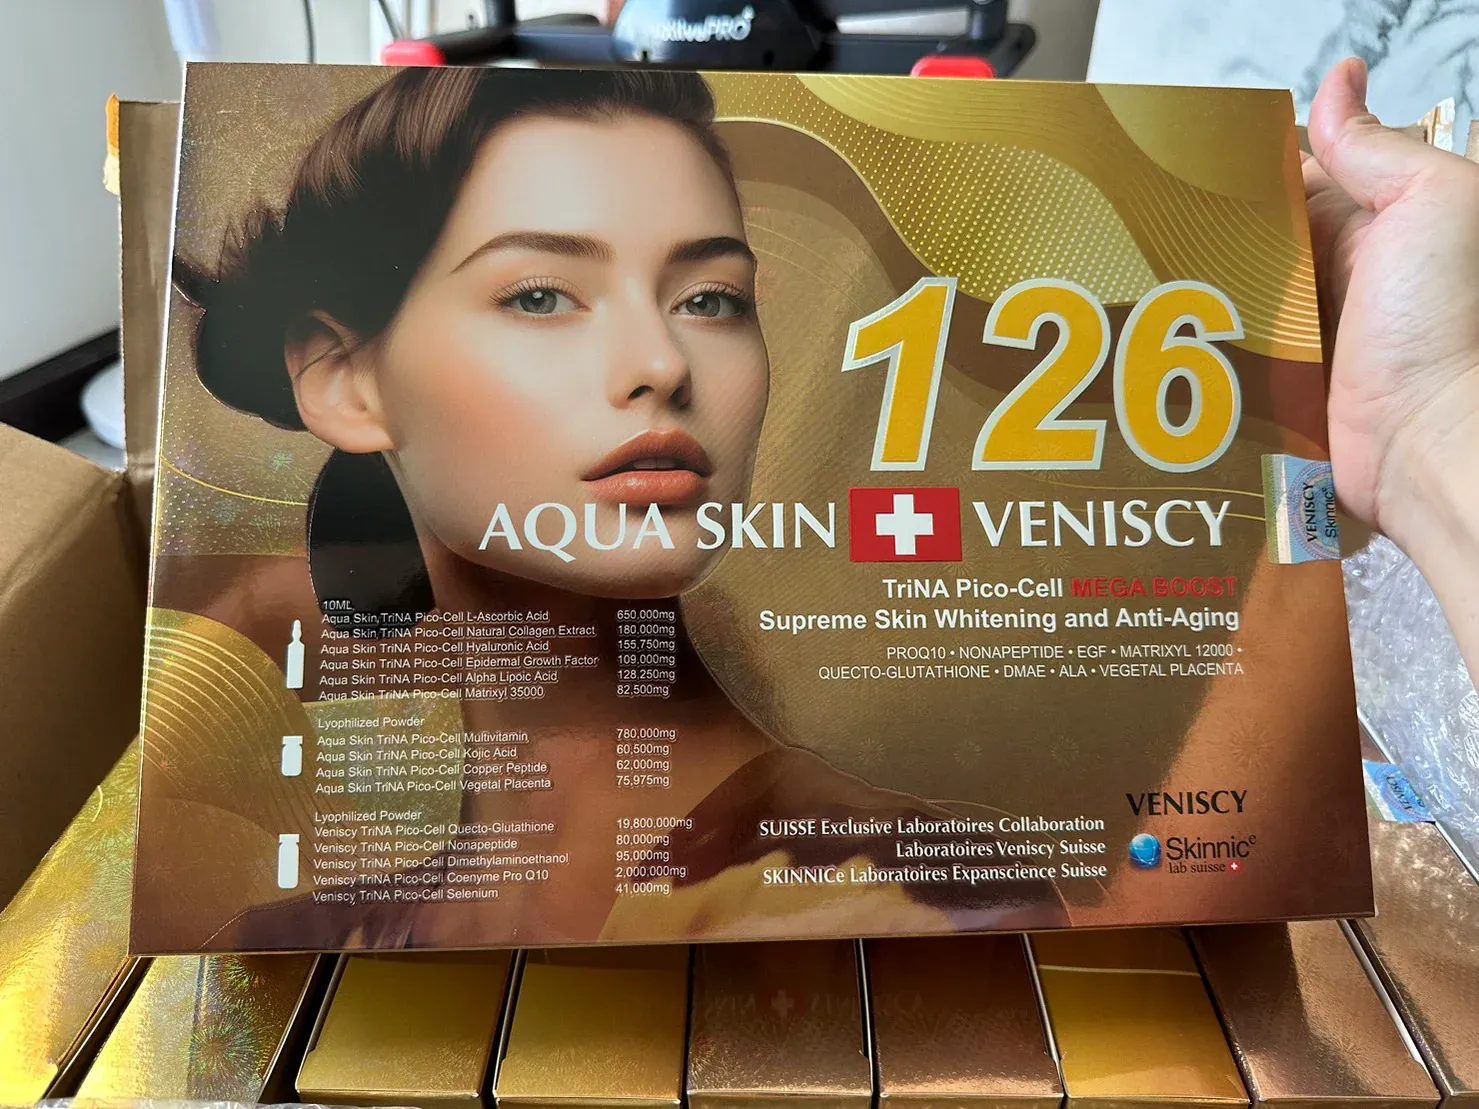 126
AQUA SKIN VENISCY
TriNA Pico-Cell MEGA BOOST
Supreme Skin Whitening and Anti-Aging
PROQ10 • NONAPEPTIDE • EGF • MATRIXYL 12000 •
QUECTO-GLUTATHIONE • DMAE • ALA • VEGETAL PLACENTA
10ML
Aqua Skin TriNA Pico-Cell L-Ascorbic Acid 650,000mg
Aqua Skin TriNA Pico-Cell Natural Collagen Extract 180,000mg
Aqua Skin TriNA Pico-Cell Hyaluronic Acid 155,750mg
Aqua Skin TriNA Pico-Cell Epidermal Growth Factor 109,000mg
Aqua Skin TriNA Pico-Cell Alpha Lipoic Acid 128,250mg
Aqua Skin TriNA Pico-Cell Matrixyl 35000 82,500mg
Lyophilized Powder
Aqua Skin TriNA Pico-Cell Multivitamin 780,000mg
Aqua Skin TriNA Pico-Cell Kojic Acid 60,500mg
Aqua Skin TriNA Pico-Cell Copper Peptide 62,000mg
Aqua Skin TriNA Pico-Cell Vegetal Placenta 75,975mg
Lyophilized Powder
Veniscy TriNA Pico-Cell Quecto-Glutathione 19,800,000mg
Veniscy TriNA Pico-Cell Nonapeptide 80,000mg
Veniscy TriNA Pico-Cell Dimethylaminoethanol 95,000mg
Veniscy TriNA Pico-Cell Coenyme Pro Q10 2,000,000mg
Veniscy TriNA Pico-Cell Selenium 41,000mg
SUISSE Exclusive Laboratoires Collaboration
Laboratoires Veniscy Suisse
SKINNICe Laboratoires Expanscience Suisse
VENISCY
Skinnice
lab suisse
VENISCY
Skinnice